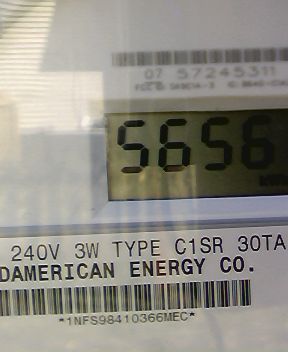 07 57245311
5656
240V 3W TYPE C1SR 30TA
DAMERICAN ENERGY CO.
*1NFS98410366MEC*